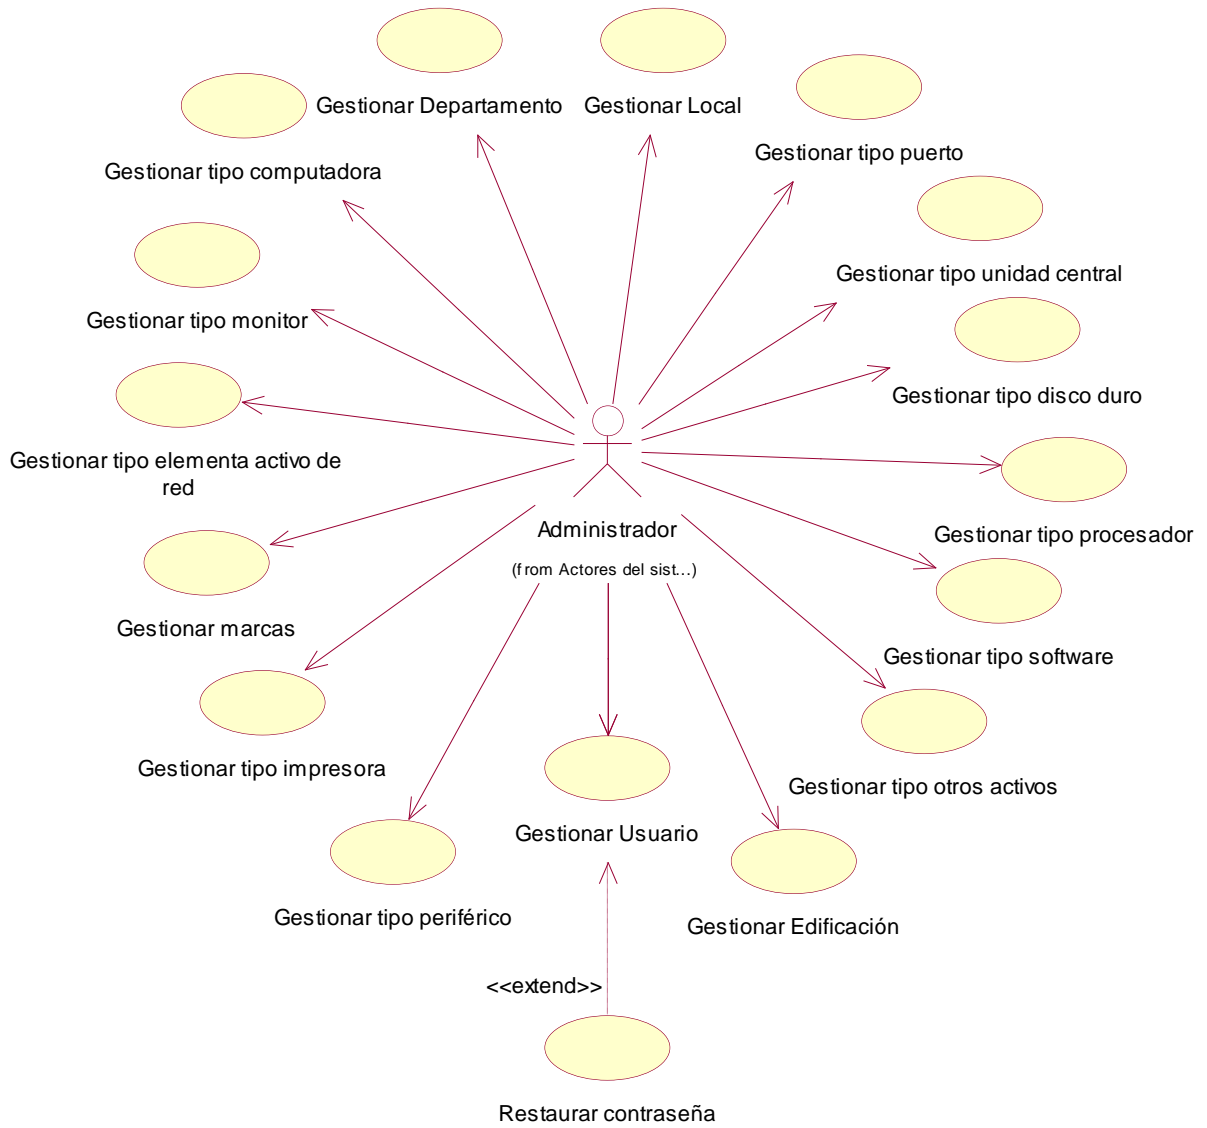 Gestionar Departamento
Gestionar Local
Gestionar tipo puerto
Gestionar tipo computadora
Gestionar tipo unidad central
Gestionar tipo monitor
Gestionar tipo disco duro
Gestionar tipo elementa activo de
red
Administrador
(from Actores del sist...)
Gestionar tipo procesador
Gestionar marcas
Gestionar tipo software
Gestionar tipo impresora
Gestionar tipo otros activos
Gestionar Usuario
Gestionar tipo periférico
Gestionar Edificación
<<extend>>
Restaurar contraseña